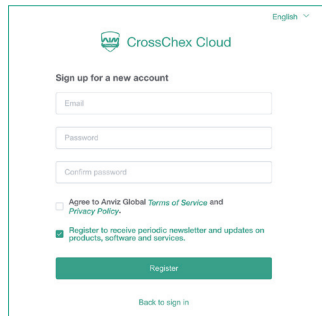 English
CrossChex Cloud
Sign up for a new account
Email
Password
Confirm password
Agree to Anviz Global Terms of Service and
Privacy Policy.
Register to receive periodic newsletter and updates on
products, software and services.
Register
Back to sign in